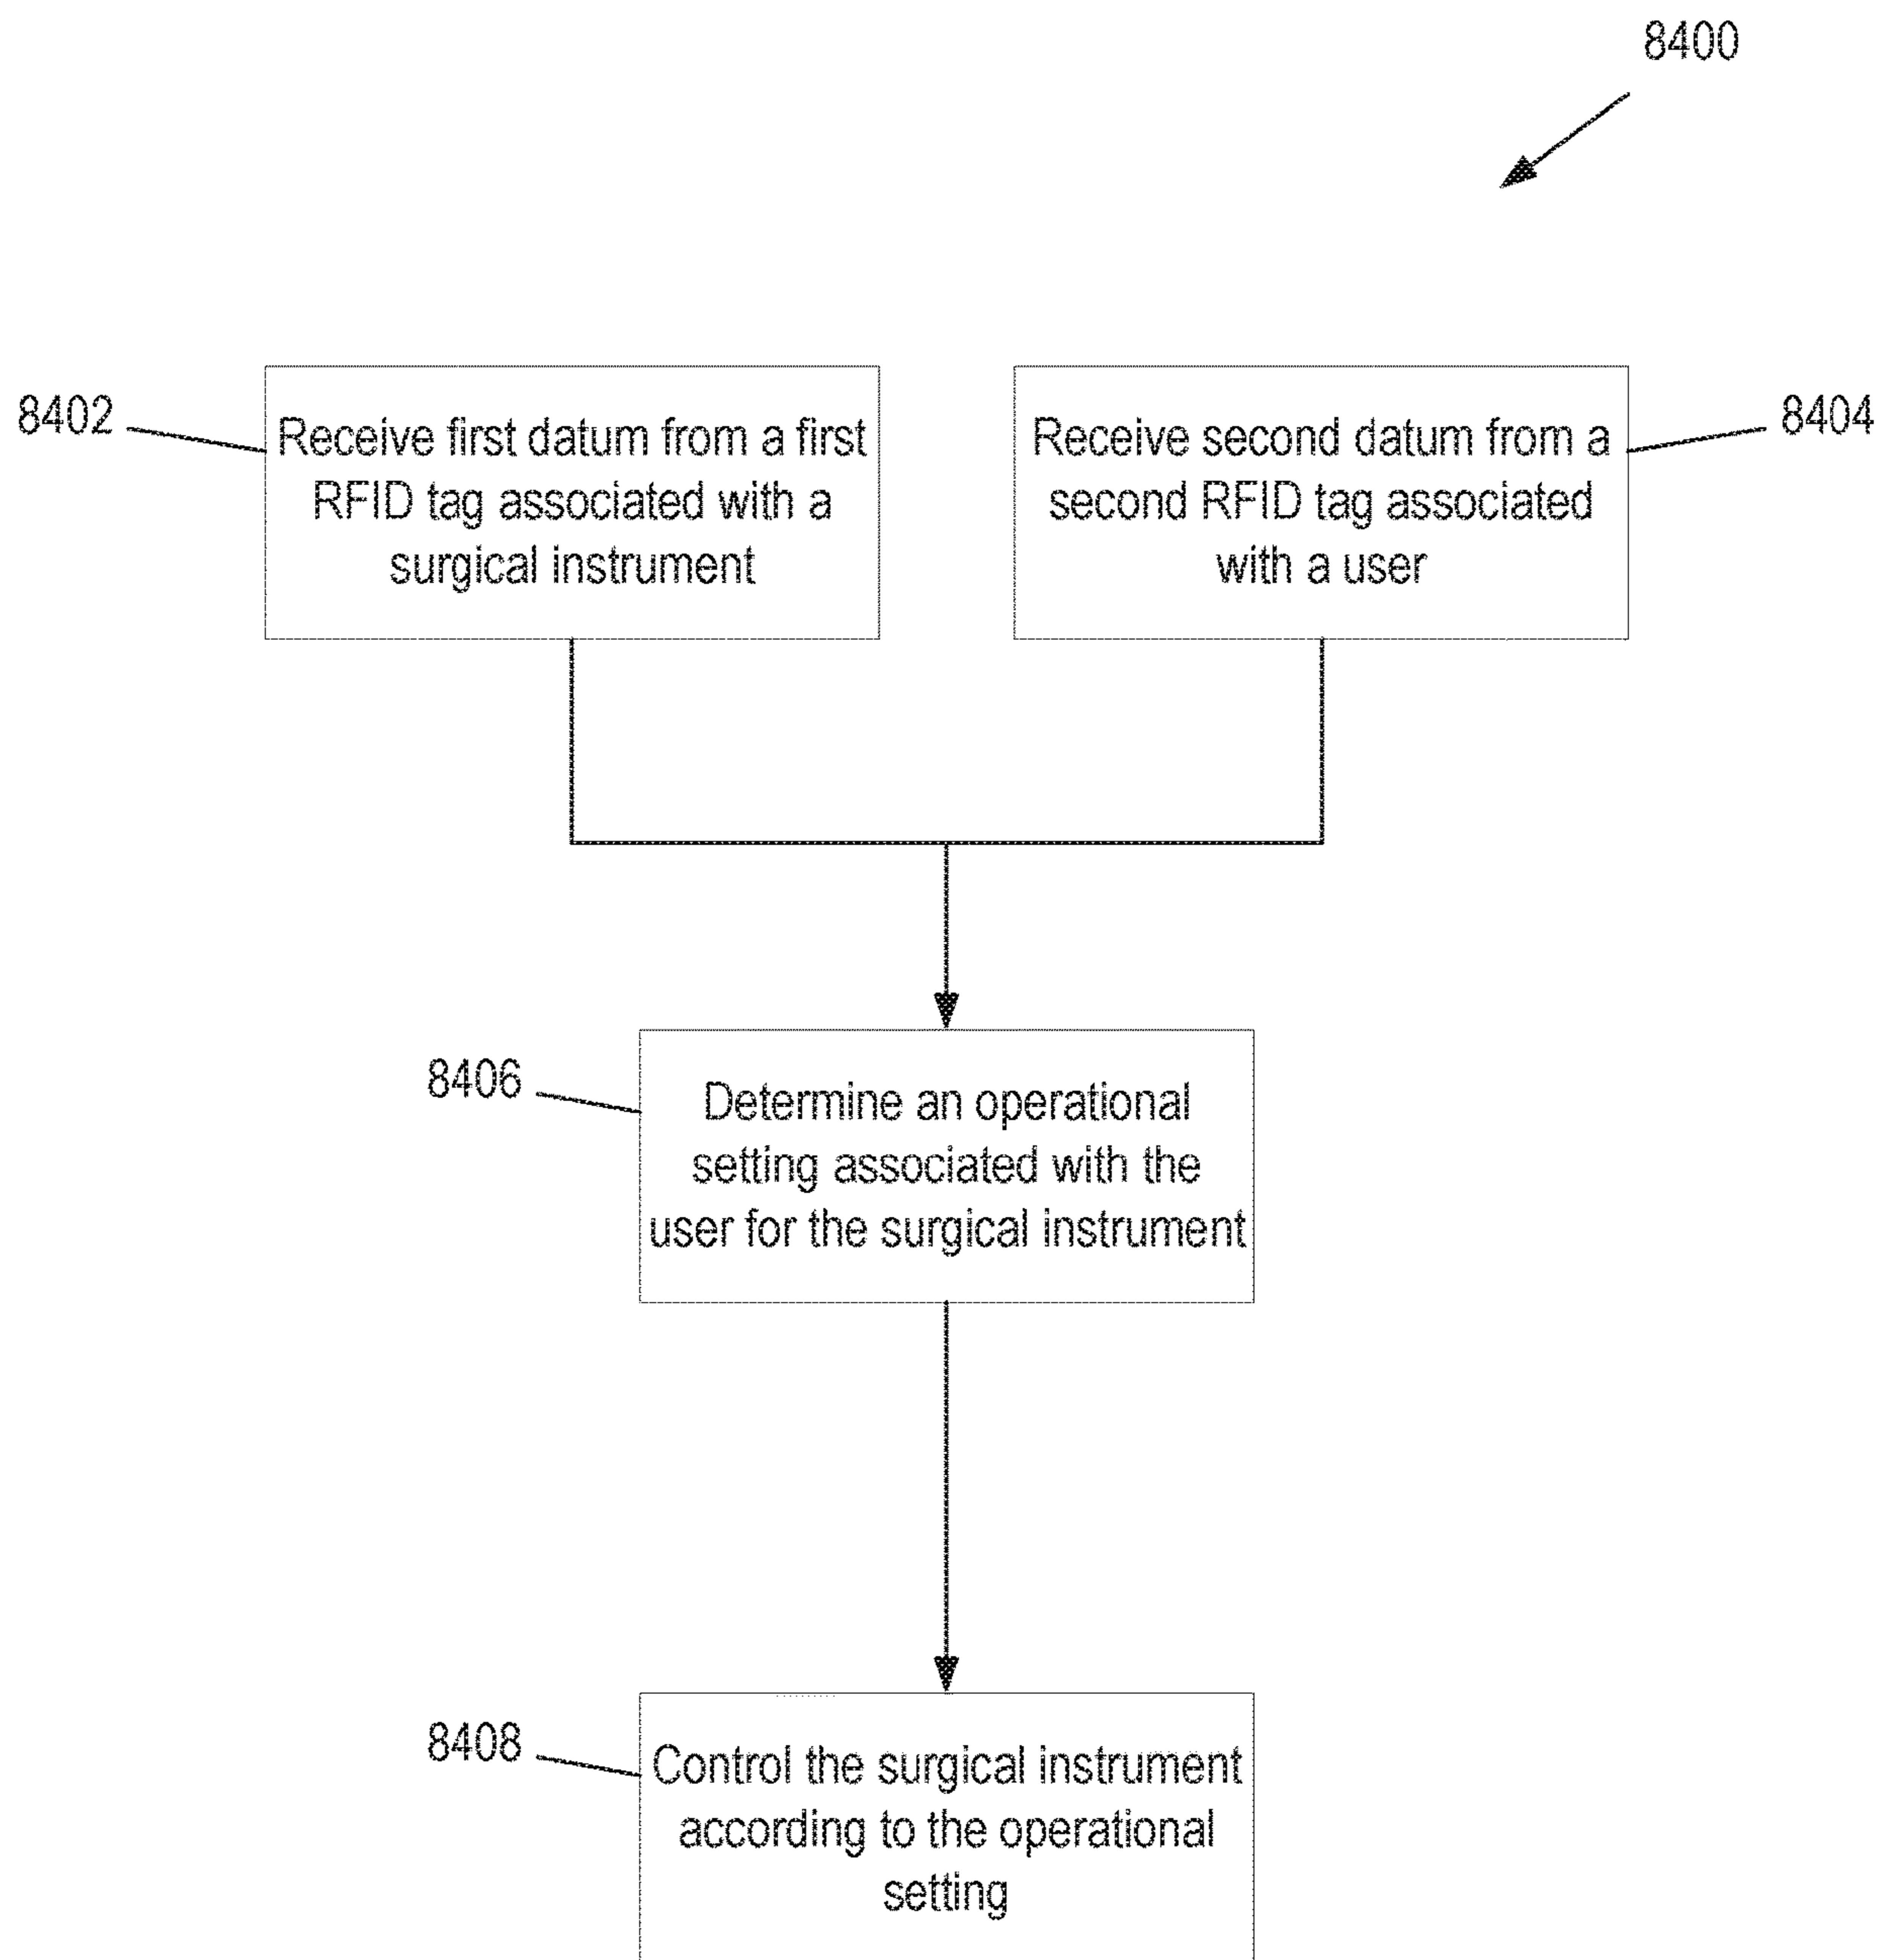 8400
8402
Receive first datum from a first
RFID tag associated with a
surgical instrument
Receive second datum from a
second RFID tag associated
with a user
8404
8406
Determine an operational
setting associated with the
user for the surgical instrument
8408
Control the surgical instrument
according to the operational
setting